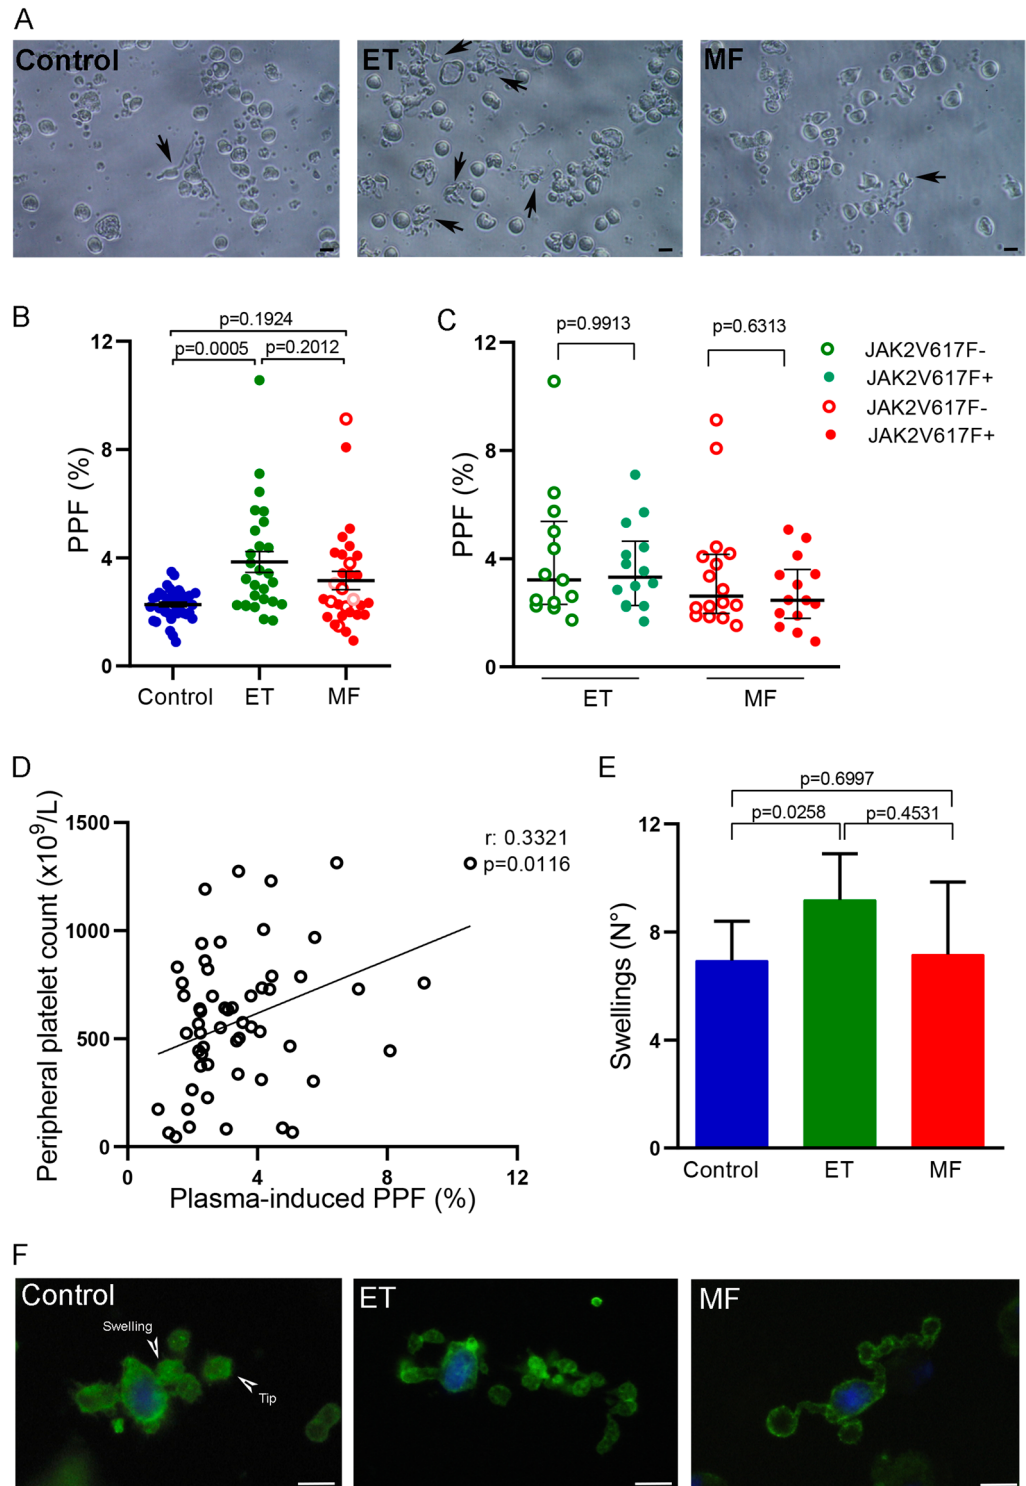 A
Control
ET
MF
B
p=0.1924
p=0.0005
p=0.2012
12
8
4
0
PPF (%)
Control
ET
MF
C
p=0.9913
p=0.6313
12
8
4
0
PPF (%)
ET
MF
JAK2V617F-
JAK2V617F+
JAK2V617F-
JAK2V617F+
D
r: 0.3321
p=0.0116
1500
1000
500
0
Peripheral platelet count (x10⁹/L)
0
4
8
12
Plasma-induced PPF (%)
E
p=0.6997
p=0.0258
p=0.4531
12
8
4
0
Swellings (N°)
Control
ET
MF
F
Control
Swelling
Tip
ET
MF